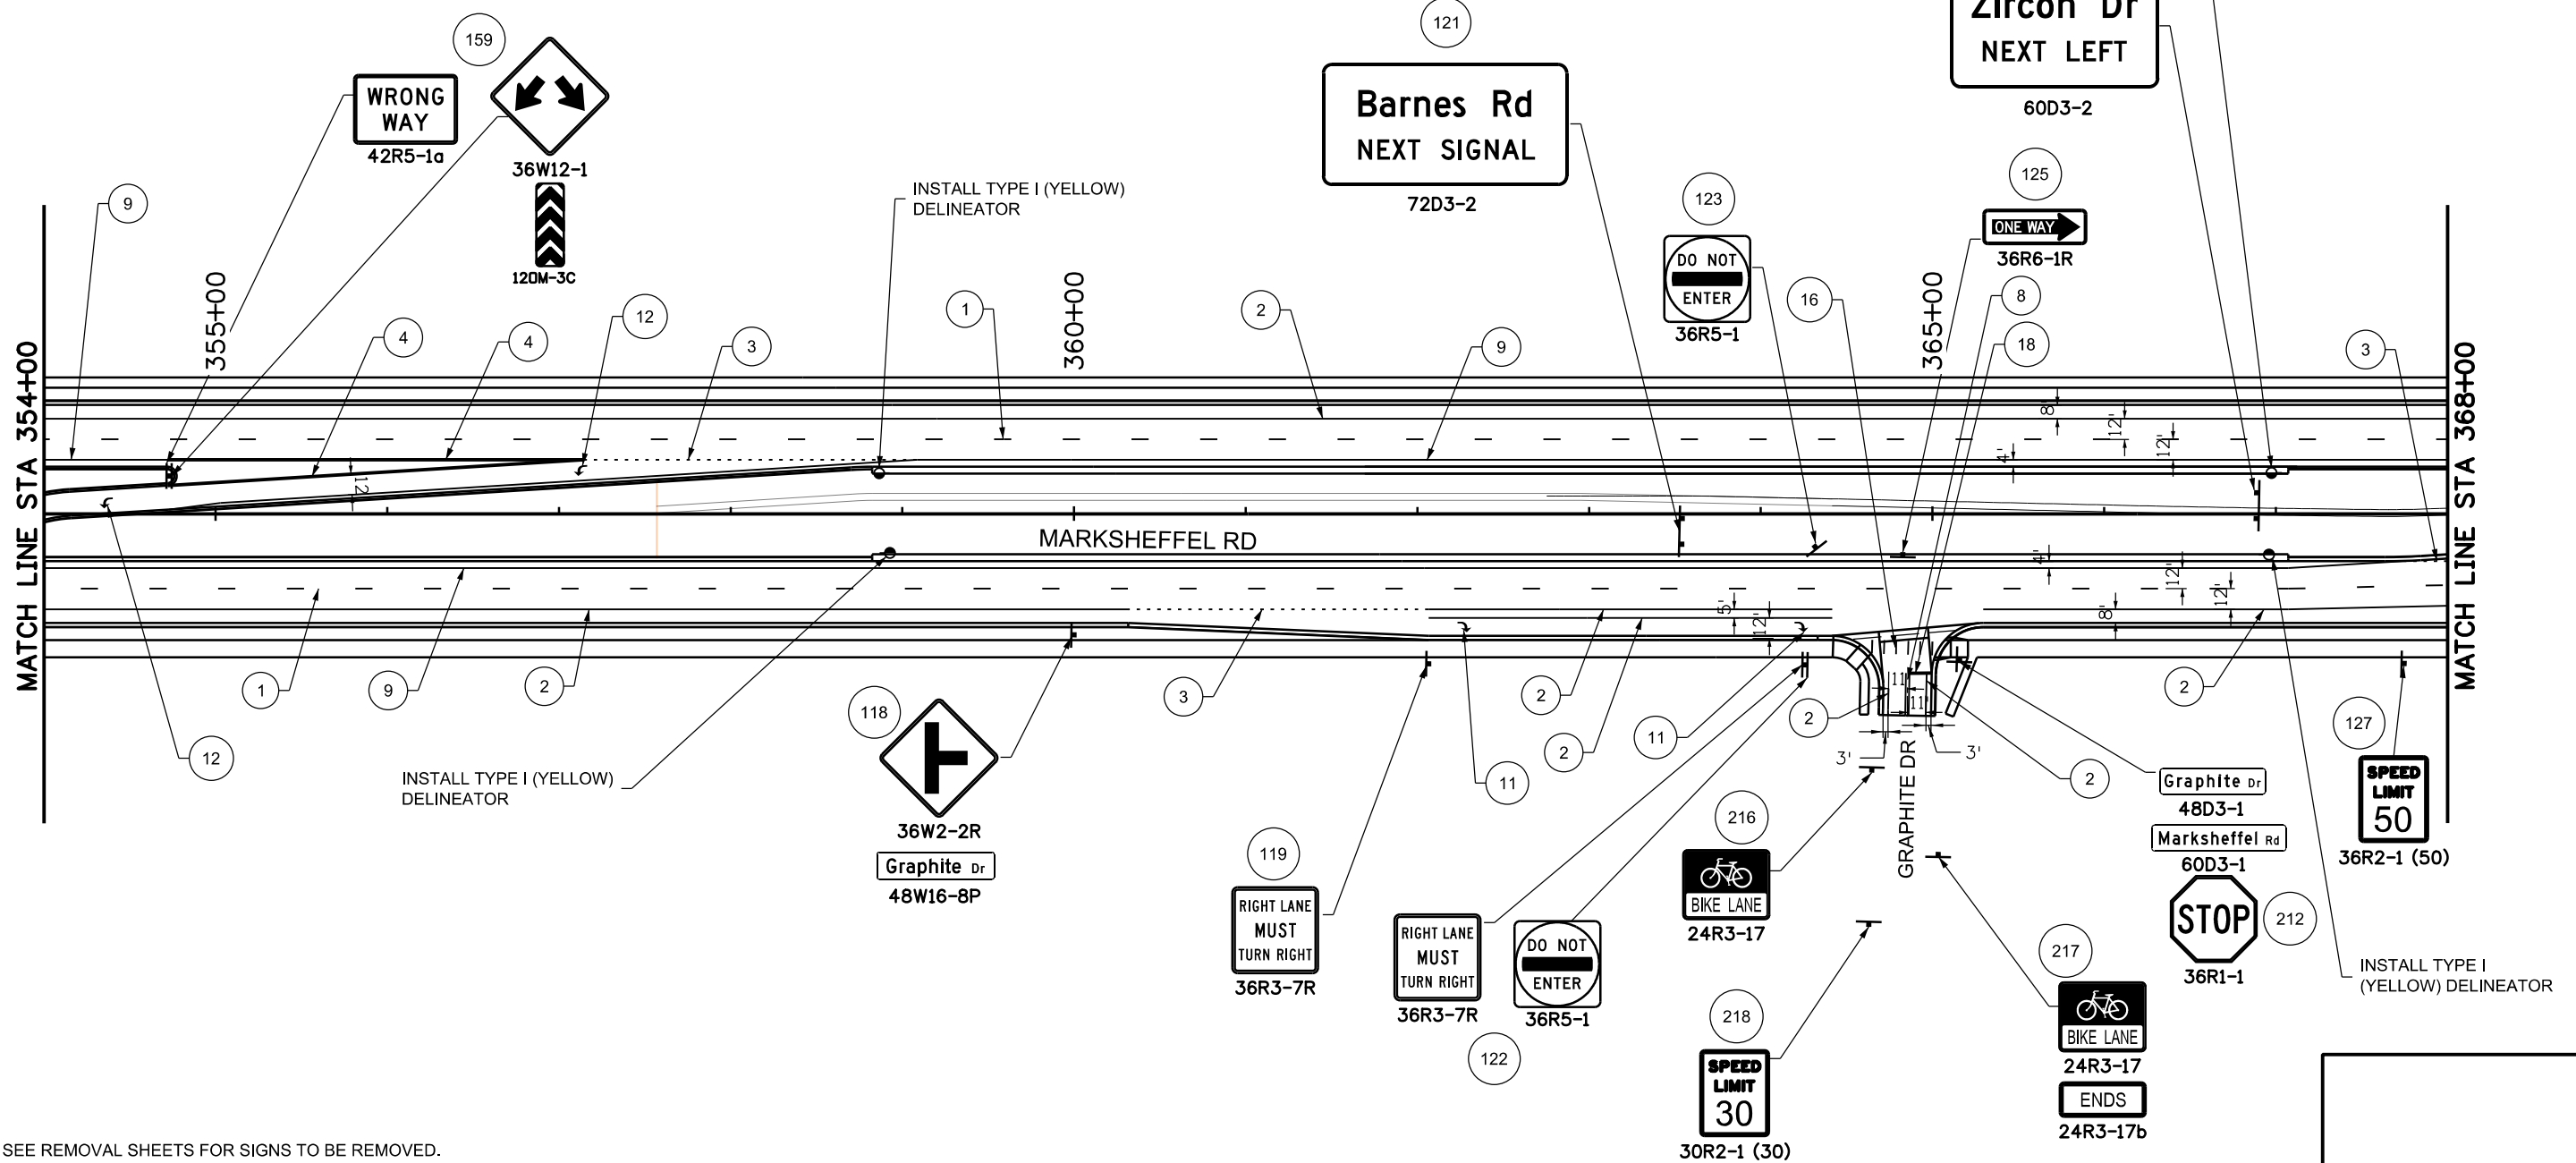 159
WRONG
WAY
42R5-1a
36W12-1
120M-3C
9
355+00
4
4
12
3
INSTALL TYPE I (YELLOW)
DELINEATOR
1
360+00
2
121
Barnes Rd
NEXT SIGNAL
72D3-2
9
123
DO NOT
ENTER
36R5-1
16
Zircon Dr
NEXT LEFT
60D3-2
125
ONE WAY
36R6-1R
365+00
8
18
3
MATCH LINE STA 354+00
MATCH LINE STA 368+00
8'
12'
12'
4'
12'
MARKSHEFFEL RD
4'
12'
12'
8'
5'
12'
11'
11'
3'
3'
GRAPHITE DR
1
9
2
12
INSTALL TYPE I (YELLOW)
DELINEATOR
118
36W2-2R
Graphite Dr
48W16-8P
3
2
2
11
11
2
2
2
119
RIGHT LANE
MUST
TURN RIGHT
36R3-7R
RIGHT LANE
MUST
TURN RIGHT
36R3-7R
DO NOT
ENTER
36R5-1
122
216
BIKE LANE
24R3-17
218
SPEED
LIMIT
30
30R2-1 (30)
217
BIKE LANE
24R3-17
ENDS
24R3-17b
Graphite Dr
48D3-1
Marksheffel Rd
60D3-1
STOP
212
36R1-1
127
SPEED
LIMIT
50
36R2-1 (50)
INSTALL TYPE I
(YELLOW) DELINEATOR
SEE REMOVAL SHEETS FOR SIGNS TO BE REMOVED.